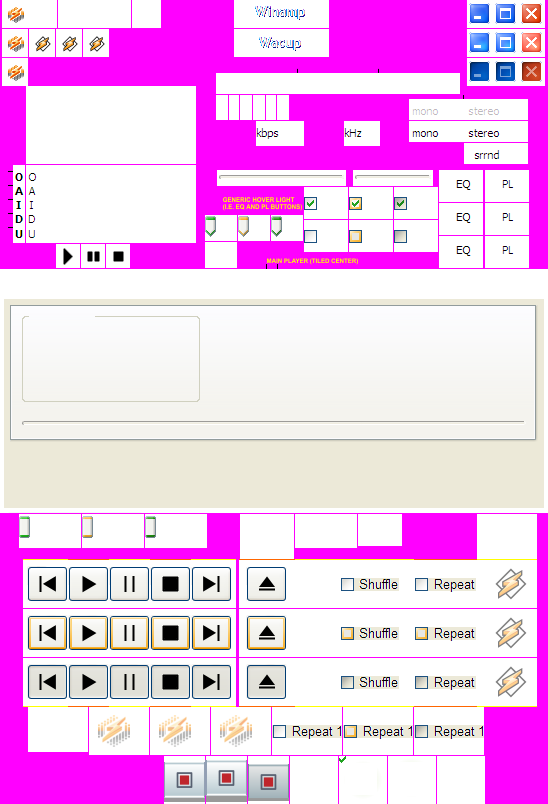 Winamp
Wacup
mono stereo
kbps kHz mono stereo
srrnd
O O
A A
I I
D D
U U
EQ PL
GENERIC HOVER LIGHT
(I.E. EQ AND PL BUTTONS)
EQ PL
EQ PL
MAIN PLAYER (TILED CENTER)
Shuffle Repeat
Shuffle Repeat
Shuffle Repeat
Repeat 1 Repeat 1 Repeat 1